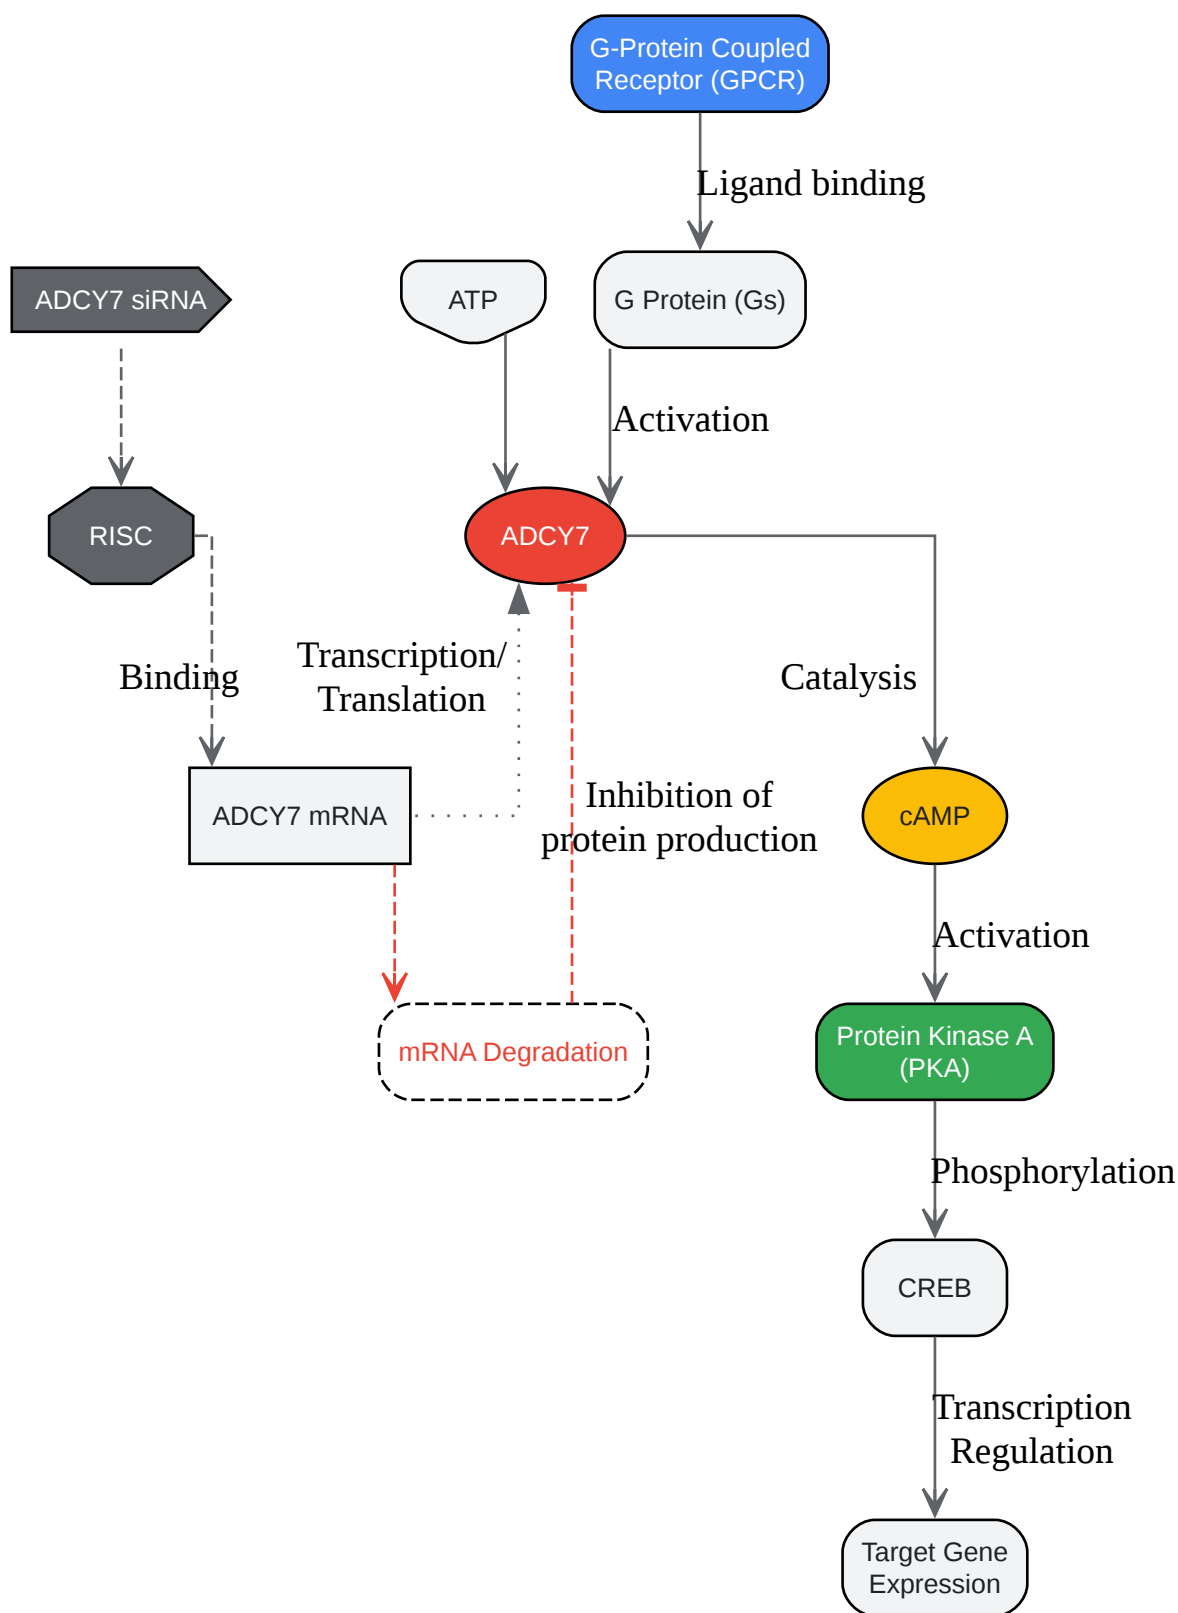 G-Protein Coupled
Receptor (GPCR)
Ligand binding
ADCY7 siRNA
ATP
G Protein (Gs)
Activation
RISC
ADCY7
Binding
Transcription/
Translation
Catalysis
ADCY7 mRNA
Inhibition of
protein production
cAMP
Activation
mRNA Degradation
Protein Kinase A
(PKA)
Phosphorylation
CREB
Transcription
Regulation
Target Gene
Expression